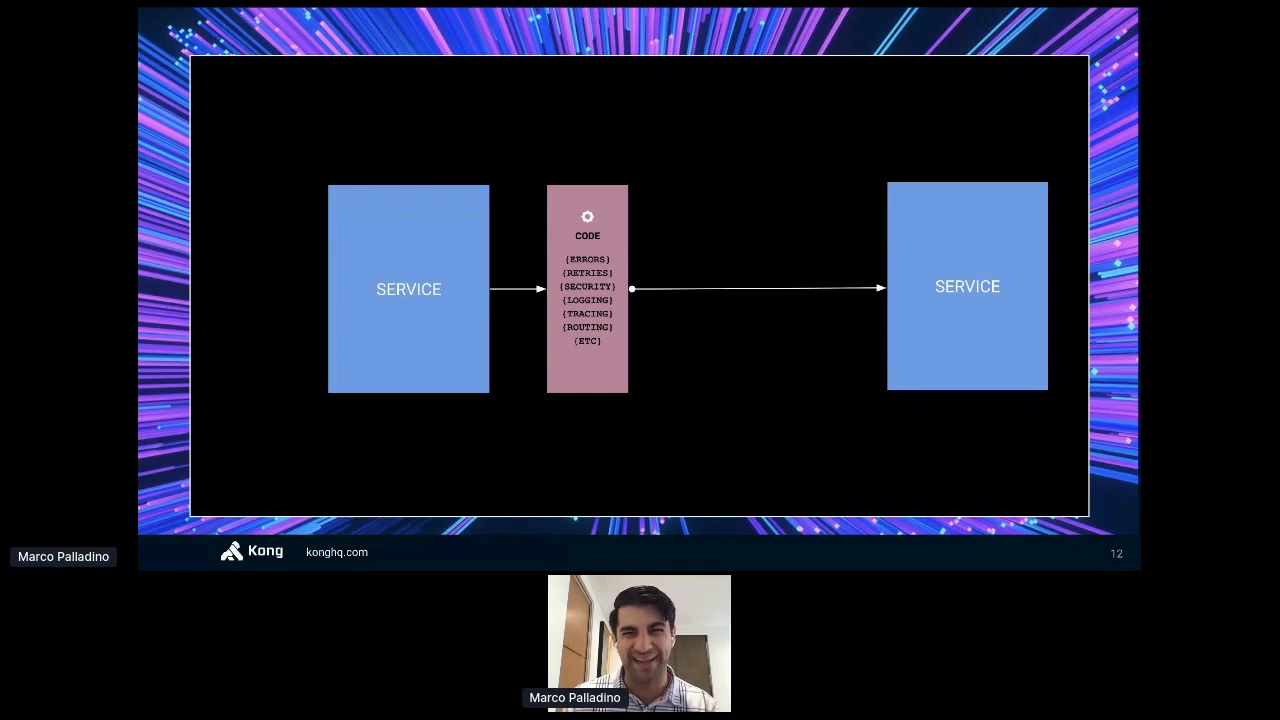 SERVICE
CODE
{ERRORS}
{RETRIES}
{SECURITY}
{LOGGING}
{TRACING}
{ROUTING}
{ETC}
SERVICE
Kong
konghq.com
12
Marco Palladino
Marco Palladino